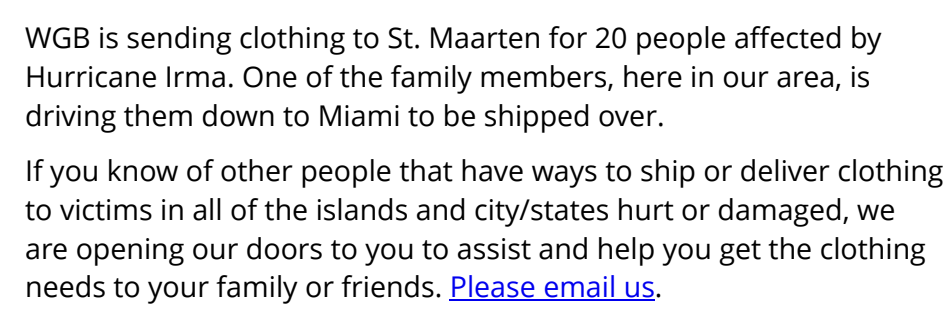 WGB is sending clothing to St. Maarten for 20 people affected by
Hurricane Irma. One of the family members, here in our area, is
driving them down to Miami to be shipped over.
If you know of other people that have ways to ship or deliver clothing
to victims in all of the islands and city/states hurt or damaged, we
are opening our doors to you to assist and help you get the clothing
needs to your family or friends. Please email us.